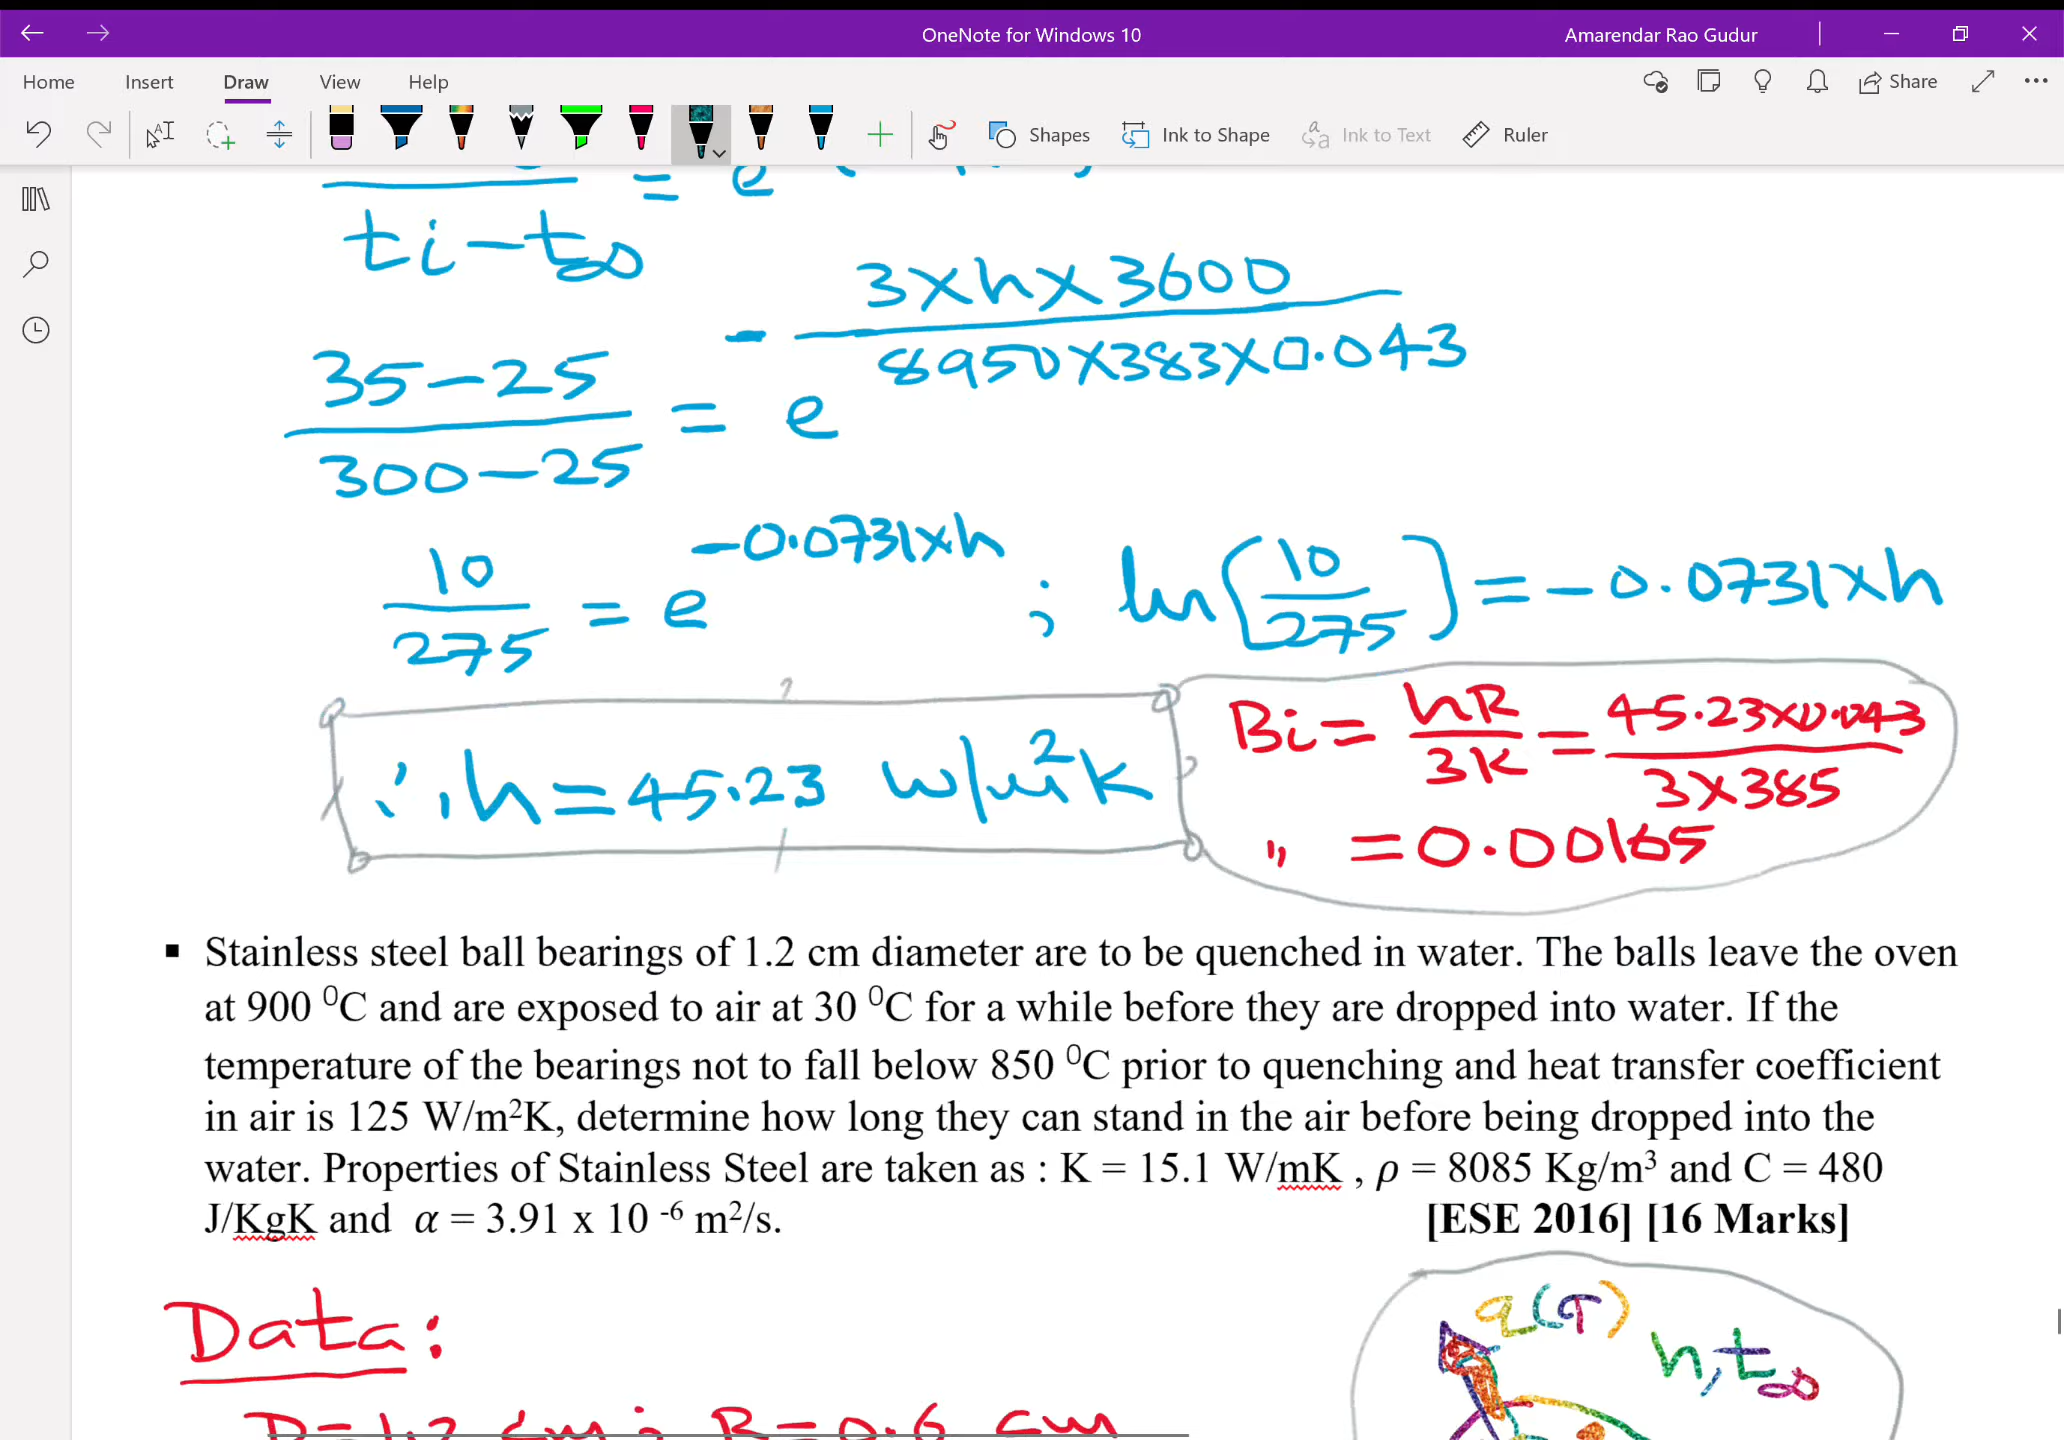 OneNote for Windows 10
Amarendar Rao Gudur
Home Insert Draw View Help
Share
Shapes Ink to Shape Ink to Text Ruler
= e
ti - t∞
35-25 / 300-25 = e - 3×h×3600 / 8950×383×0.043
10/275 = e -0.0731×h ; ln[10/275] = -0.0731×h
∴ h = 45.23 w/m²K
Bi = hR/3K = 45.23×0.043 / 3×385
" = 0.00165
▪ Stainless steel ball bearings of 1.2 cm diameter are to be quenched in water. The balls leave the oven
at 900 ⁰C and are exposed to air at 30 ⁰C for a while before they are dropped into water. If the
temperature of the bearings not to fall below 850 ⁰C prior to quenching and heat transfer coefficient
in air is 125 W/m²K, determine how long they can stand in the air before being dropped into the
water. Properties of Stainless Steel are taken as : K = 15.1 W/mK , ρ = 8085 Kg/m³ and C = 480
J/KgK and α = 3.91 x 10 ⁻⁶ m²/s.
[ESE 2016] [16 Marks]
Data:
q(τ)
h, t∞
D = 1.2 cm ; R = 0.6 cm